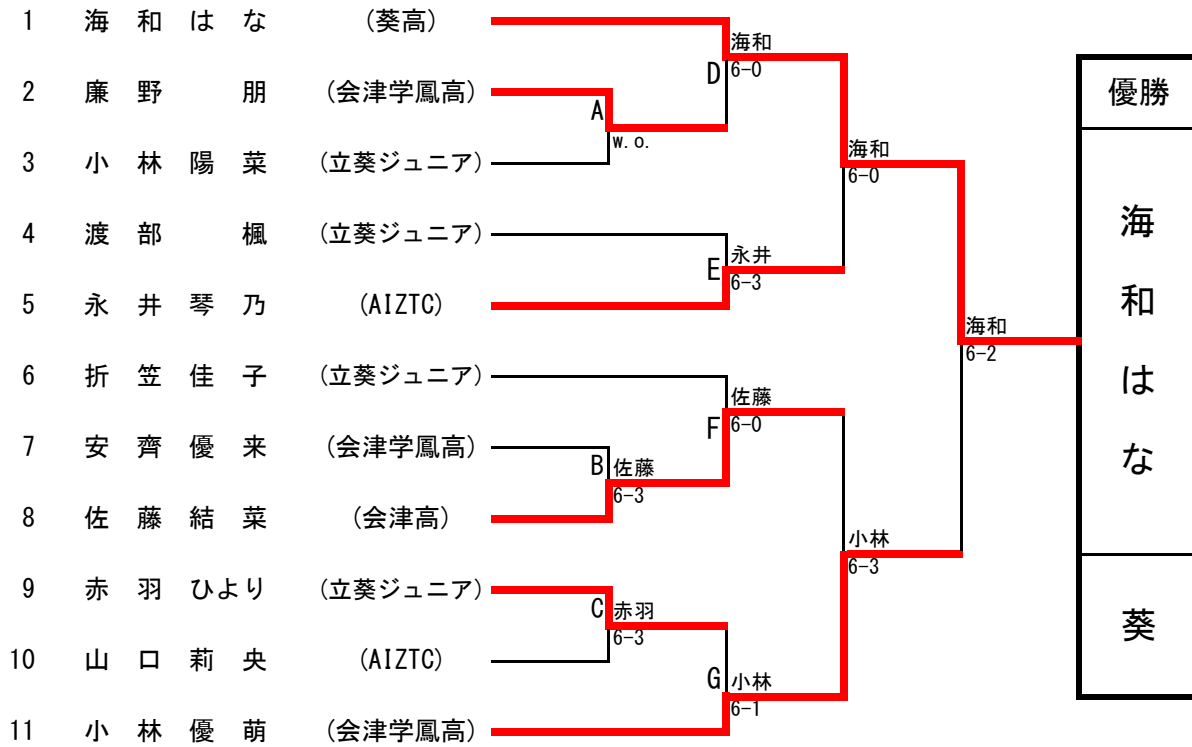 1 海和はな (葵高)
2 廉野朋 (会津学鳳高)
3 小林陽菜 (立葵ジュニア)
4 渡部楓 (立葵ジュニア)
5 永井琴乃 (AIZTC)
6 折笠佳子 (立葵ジュニア)
7 安齊優来 (会津学鳳高)
8 佐藤結菜 (会津高)
9 赤羽ひより (立葵ジュニア)
10 山口莉央 (AIZTC)
11 小林優萌 (会津学鳳高)
A
w.o.
B 佐藤
6-3
C 赤羽
6-3
D 海和
6-0
E 永井
6-3
F 佐藤
6-0
G 小林
6-1
海和
6-0
小林
6-3
海和
6-2
優勝
海和はな
葵